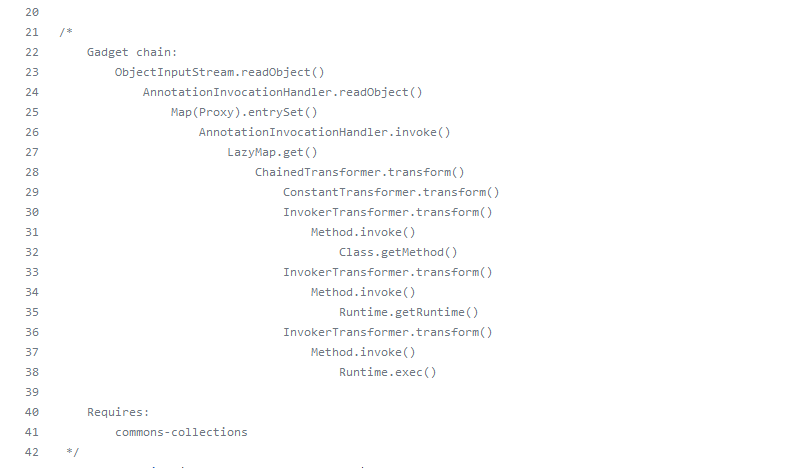 20
21 /*
22 Gadget chain:
23 ObjectInputStream.readObject()
24 AnnotationInvocationHandler.readObject()
25 Map(Proxy).entrySet()
26 AnnotationInvocationHandler.invoke()
27 LazyMap.get()
28 ChainedTransformer.transform()
29 ConstantTransformer.transform()
30 InvokerTransformer.transform()
31 Method.invoke()
32 Class.getMethod()
33 InvokerTransformer.transform()
34 Method.invoke()
35 Runtime.getRuntime()
36 InvokerTransformer.transform()
37 Method.invoke()
38 Runtime.exec()
39
40 Requires:
41 commons-collections
42 */